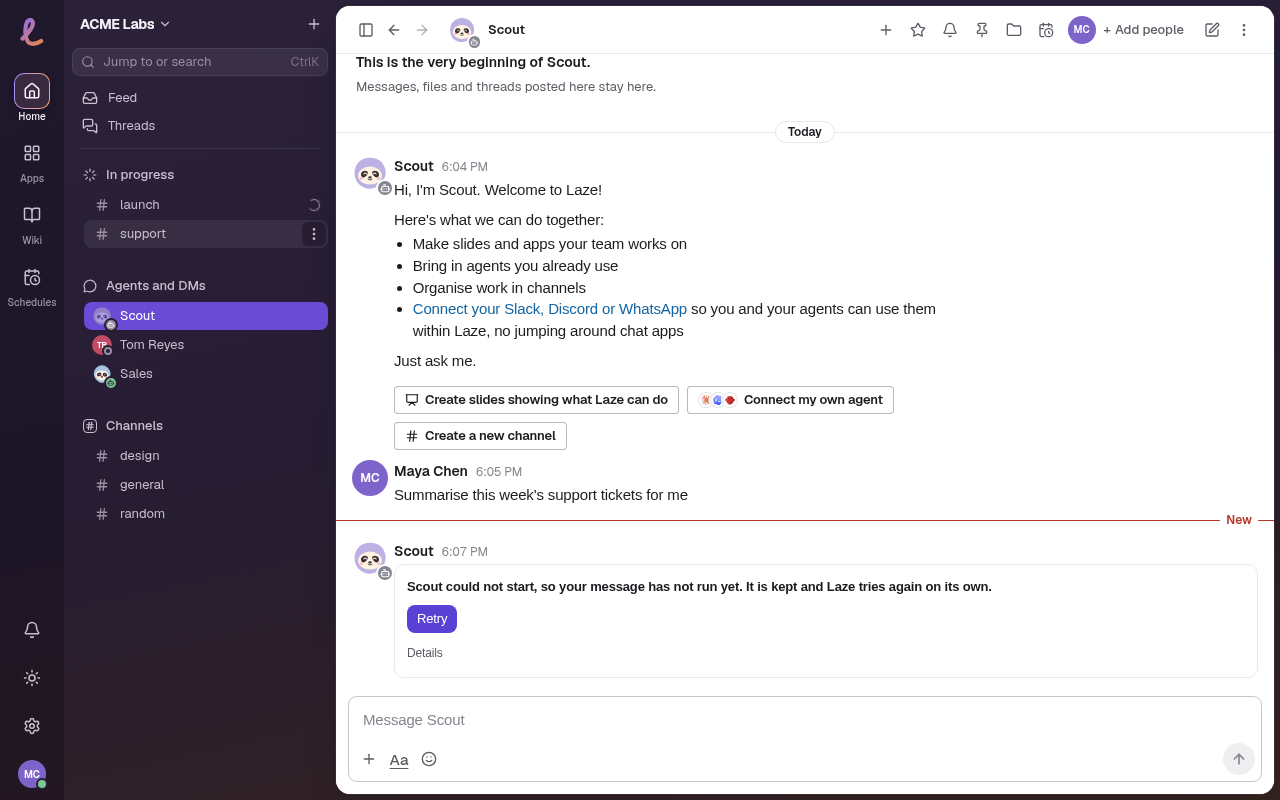 ACME Labs
Jump to or search CtrlK
Home
Apps
Wiki
Schedules
Feed
Threads
In progress
launch
support
Agents and DMs
Scout
TR Tom Reyes
Sales
Channels
design
general
random
MC
Scout
MC + Add people
This is the very beginning of Scout.
Messages, files and threads posted here stay here.
Today
Scout 6:04 PM
Hi, I'm Scout. Welcome to Laze!
Here's what we can do together:
• Make slides and apps your team works on
• Bring in agents you already use
• Organise work in channels
• Connect your Slack, Discord or WhatsApp so you and your agents can use them
within Laze, no jumping around chat apps
Just ask me.
Create slides showing what Laze can do Connect my own agent
Create a new channel
MC Maya Chen 6:05 PM
Summarise this week's support tickets for me
New
Scout 6:07 PM
Scout could not start, so your message has not run yet. It is kept and Laze tries again on its own.
Retry
Details
Message Scout
Aa